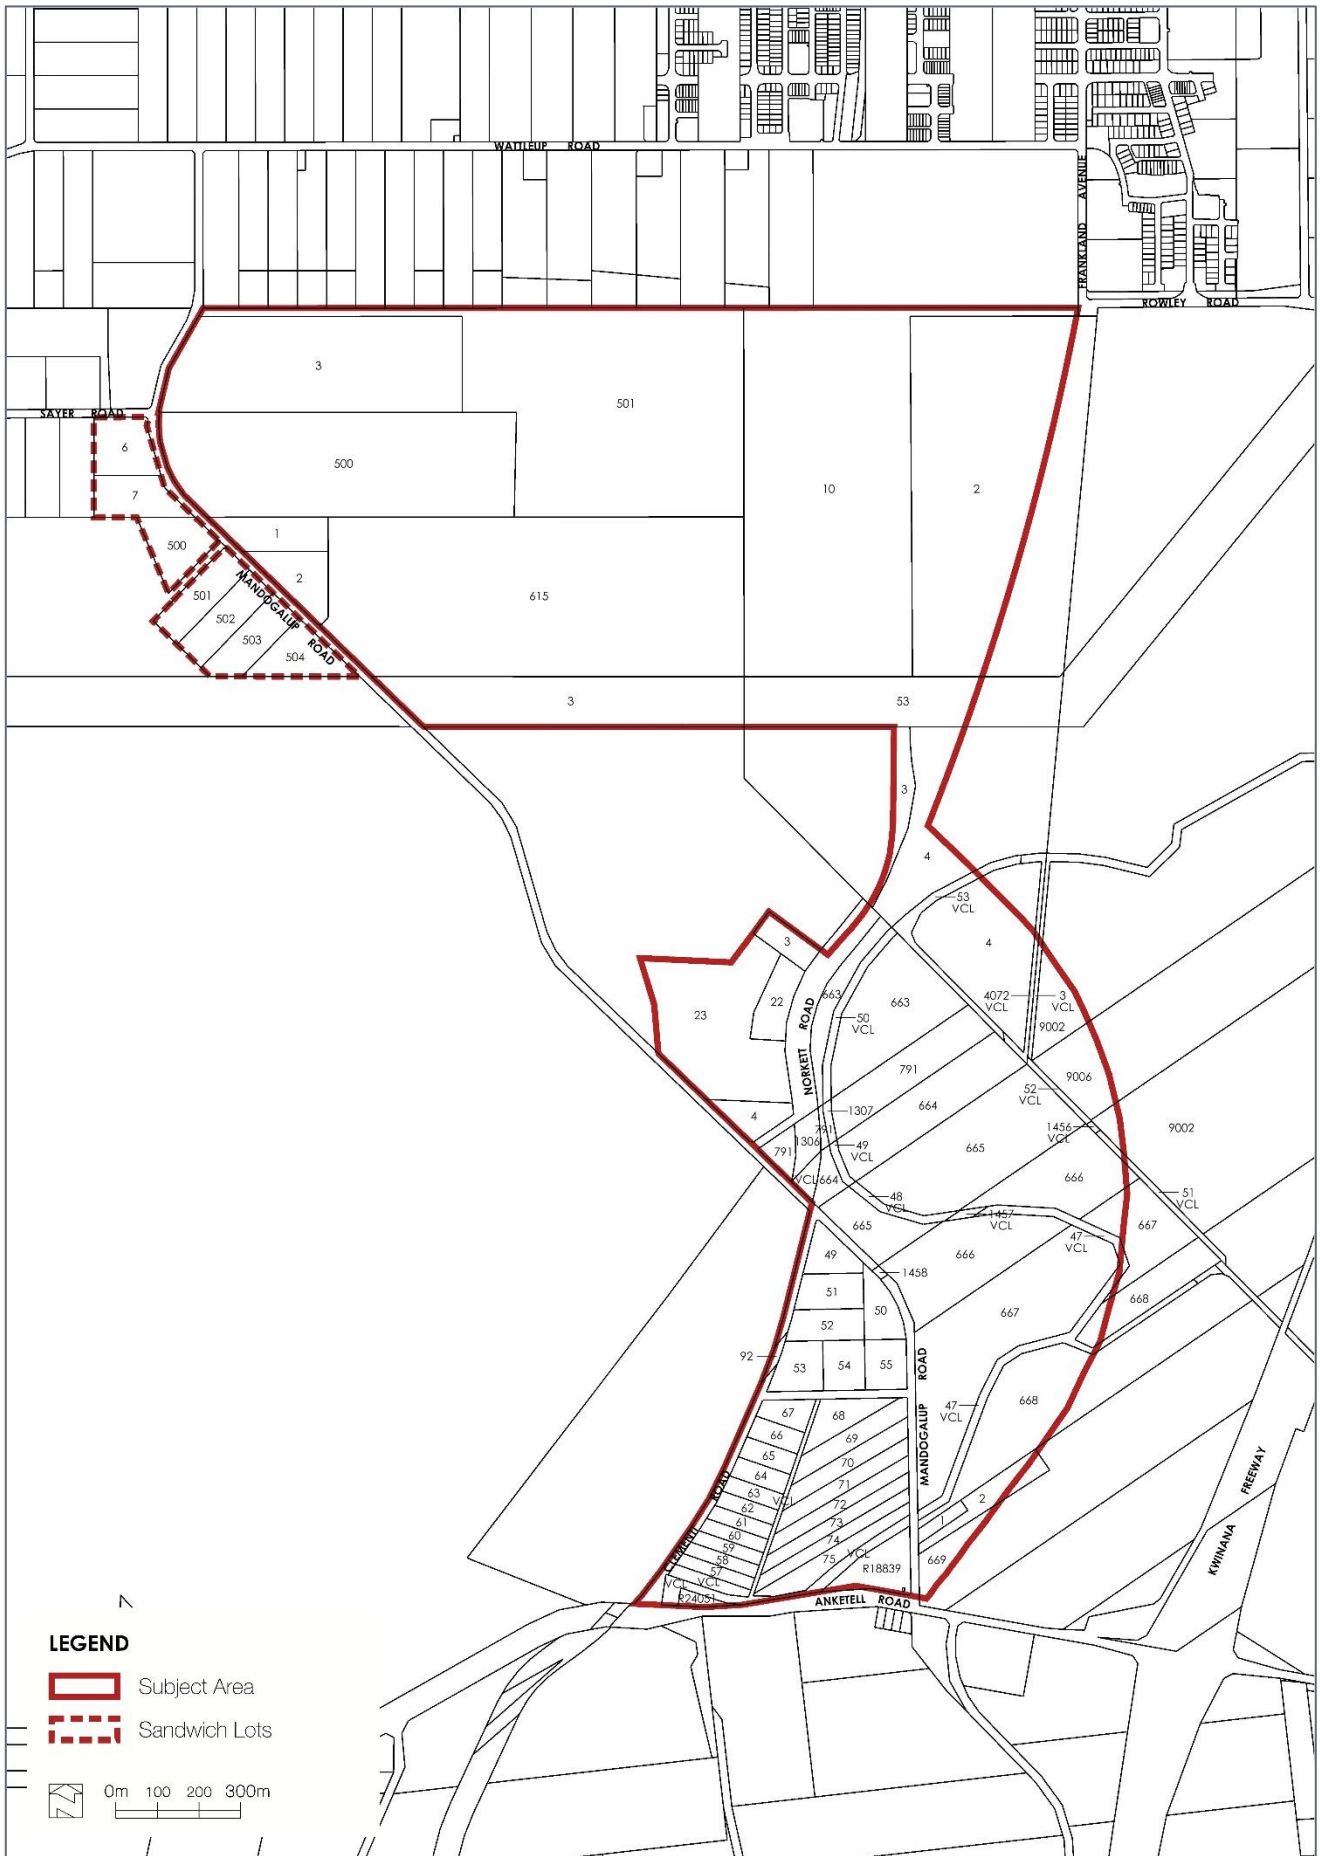 WATTLEUP ROAD
FRANKLAND AVENUE
ROWLEY ROAD
3
501
SAYER ROAD
6
500
7
10
2
1
500
2
MANDOGALUP ROAD
501
615
502
503
504
3
53
3
4
53
VCL
3
4
663
4072
VCL
3
VCL
22
663
23
50
VCL
NORKETT ROAD
9002
791
9006
52
VCL
664
1307
4
791
1456
VCL
9002
1306
49
VCL
665
791
VCL
664
666
48
VCL
51
VCL
1457
VCL
665
667
47
VCL
49
666
1458
51
668
50
667
52
92
53
54
55
MANDOGALUP ROAD
67
68
47
VCL
668
66
69
65
70
64
71
63
VCL
72
62
61
73
60
74
59
58
75
VCL
57
VCL
VCL
R18839
R24051
1
2
669
CLEMENTI ROAD
ANKETELL ROAD
KWINANA FREEWAY
LEGEND
Subject Area
Sandwich Lots
0m 100 200 300m